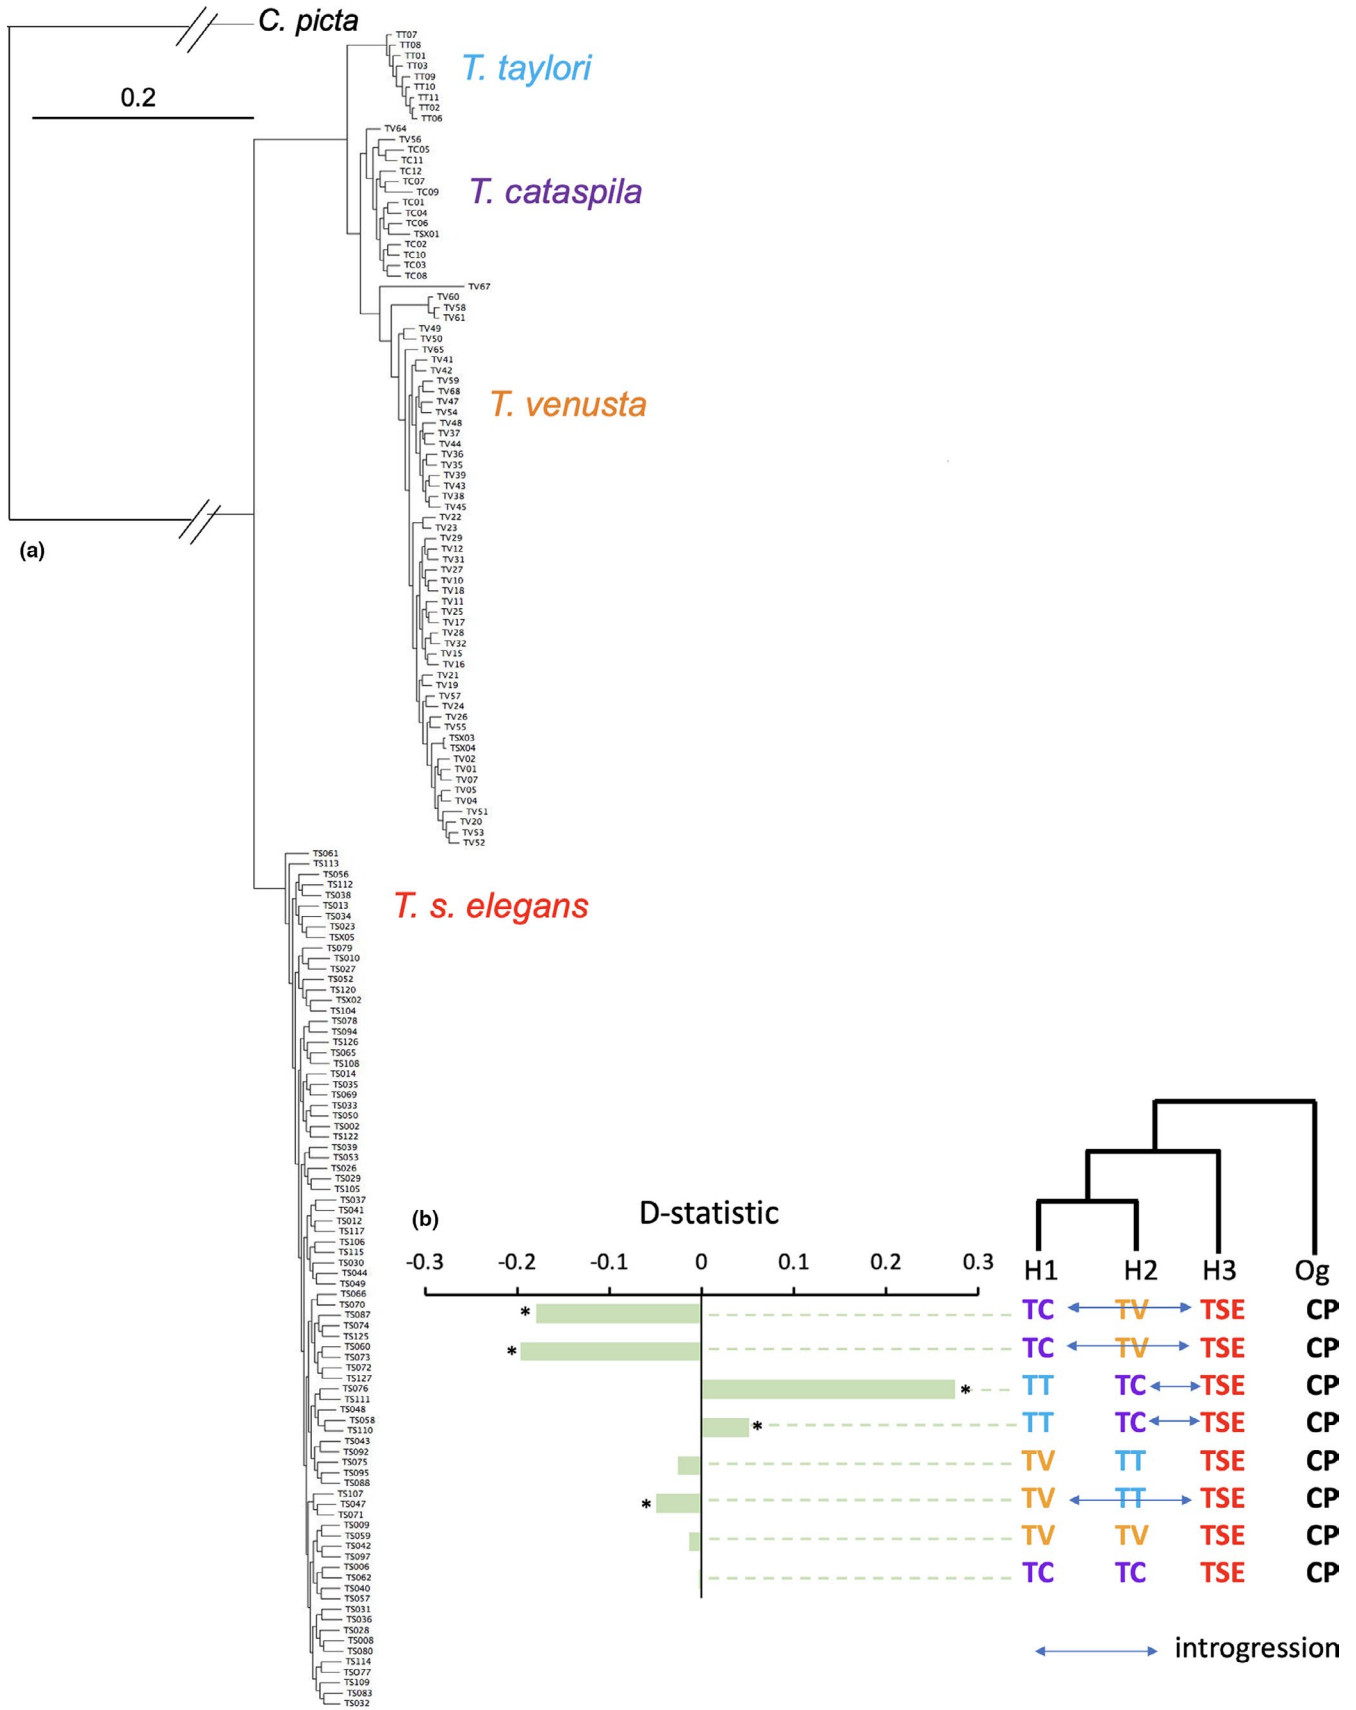 C. picta
TT07
TT08
TT01
TT03
TT09
TT10
TT11
TT02
TT06
T. taylori
0.2
TV64
TV56
TC05
TC11
TC12
TC07
TC09
TC01
TC04
TC06
TSX01
TC02
TC10
TC03
TC08
T. cataspila
TV67
TV60
TV58
TV61
TV49
TV50
TV65
TV41
TV42
TV59
TV68
TV47
TV54
TV48
TV37
TV44
TV36
TV35
TV39
TV43
TV38
TV45
TV22
TV23
TV29
TV12
TV31
TV27
TV10
TV18
TV11
TV25
TV17
TV28
TV32
TV15
TV16
TV21
TV19
TV57
TV24
TV26
TV55
TSX03
TSX04
TV02
TV01
TV07
TV05
TV04
TV51
TV20
TV53
TV52
T. venusta
(a)
TS061
TS113
TS056
TS112
TS038
TS013
TS034
TS023
TSX05
TS079
TS010
TS027
TS052
TS120
TSX02
TS104
TS078
TS094
TS126
TS065
TS108
TS014
TS035
TS069
TS033
TS050
TS002
TS122
TS039
TS053
TS026
TS029
TS105
TS037
TS041
TS012
TS117
TS106
TS115
TS030
TS044
TS049
TS066
TS070
TS087
TS074
TS125
TS060
TS073
TS072
TS127
TS076
TS111
TS048
TS058
TS110
TS043
TS092
TS075
TS095
TS088
TS107
TS047
TS071
TS009
TS059
TS042
TS097
TS006
TS062
TS040
TS057
TS031
TS036
TS028
TS008
TS080
TS114
TSO77
TS109
TS083
TS032
T. s. elegans
(b)
D-statistic
-0.3 -0.2 -0.1 0 0.1 0.2 0.3
H1 H2 H3 Og
* TC TV TSE CP
* TC TV TSE CP
* TT TC TSE CP
* TT TC TSE CP
TV TT TSE CP
* TV TT TSE CP
TV TV TSE CP
TC TC TSE CP
introgression